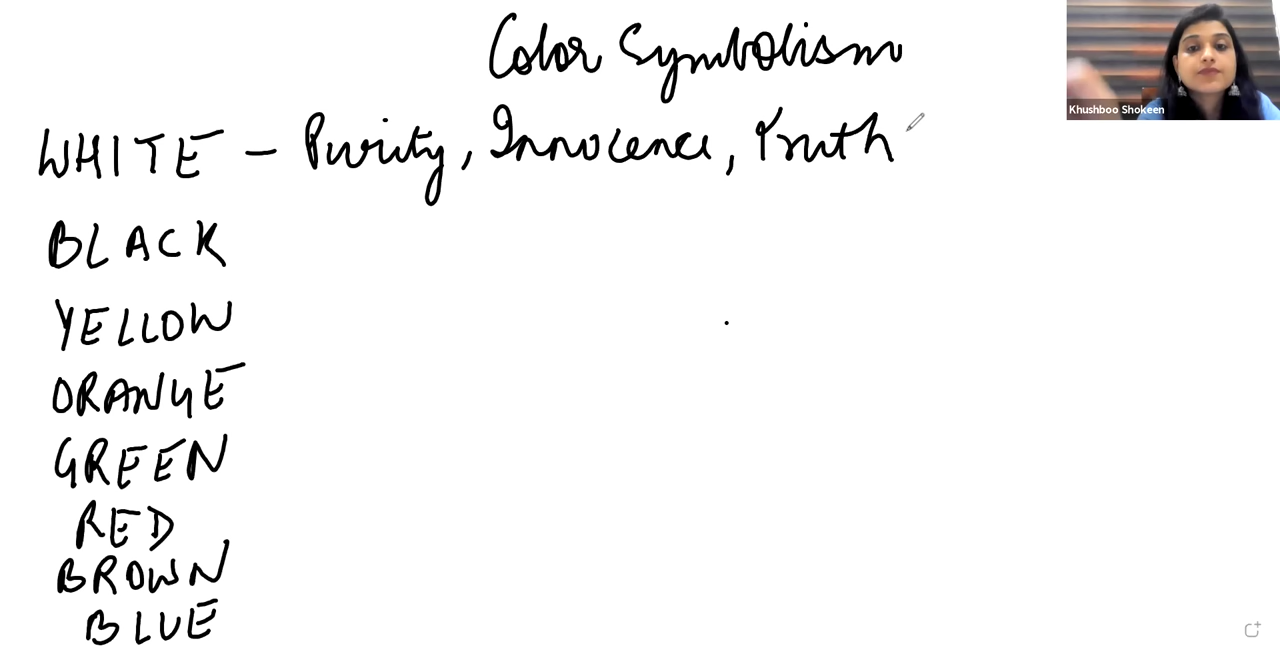 Color Symbolism
Khushboo Shokeen
WHITE – Purity, Innocence, Truth
BLACK
YELLOW
ORANGE
GREEN
RED
BROWN
BLUE